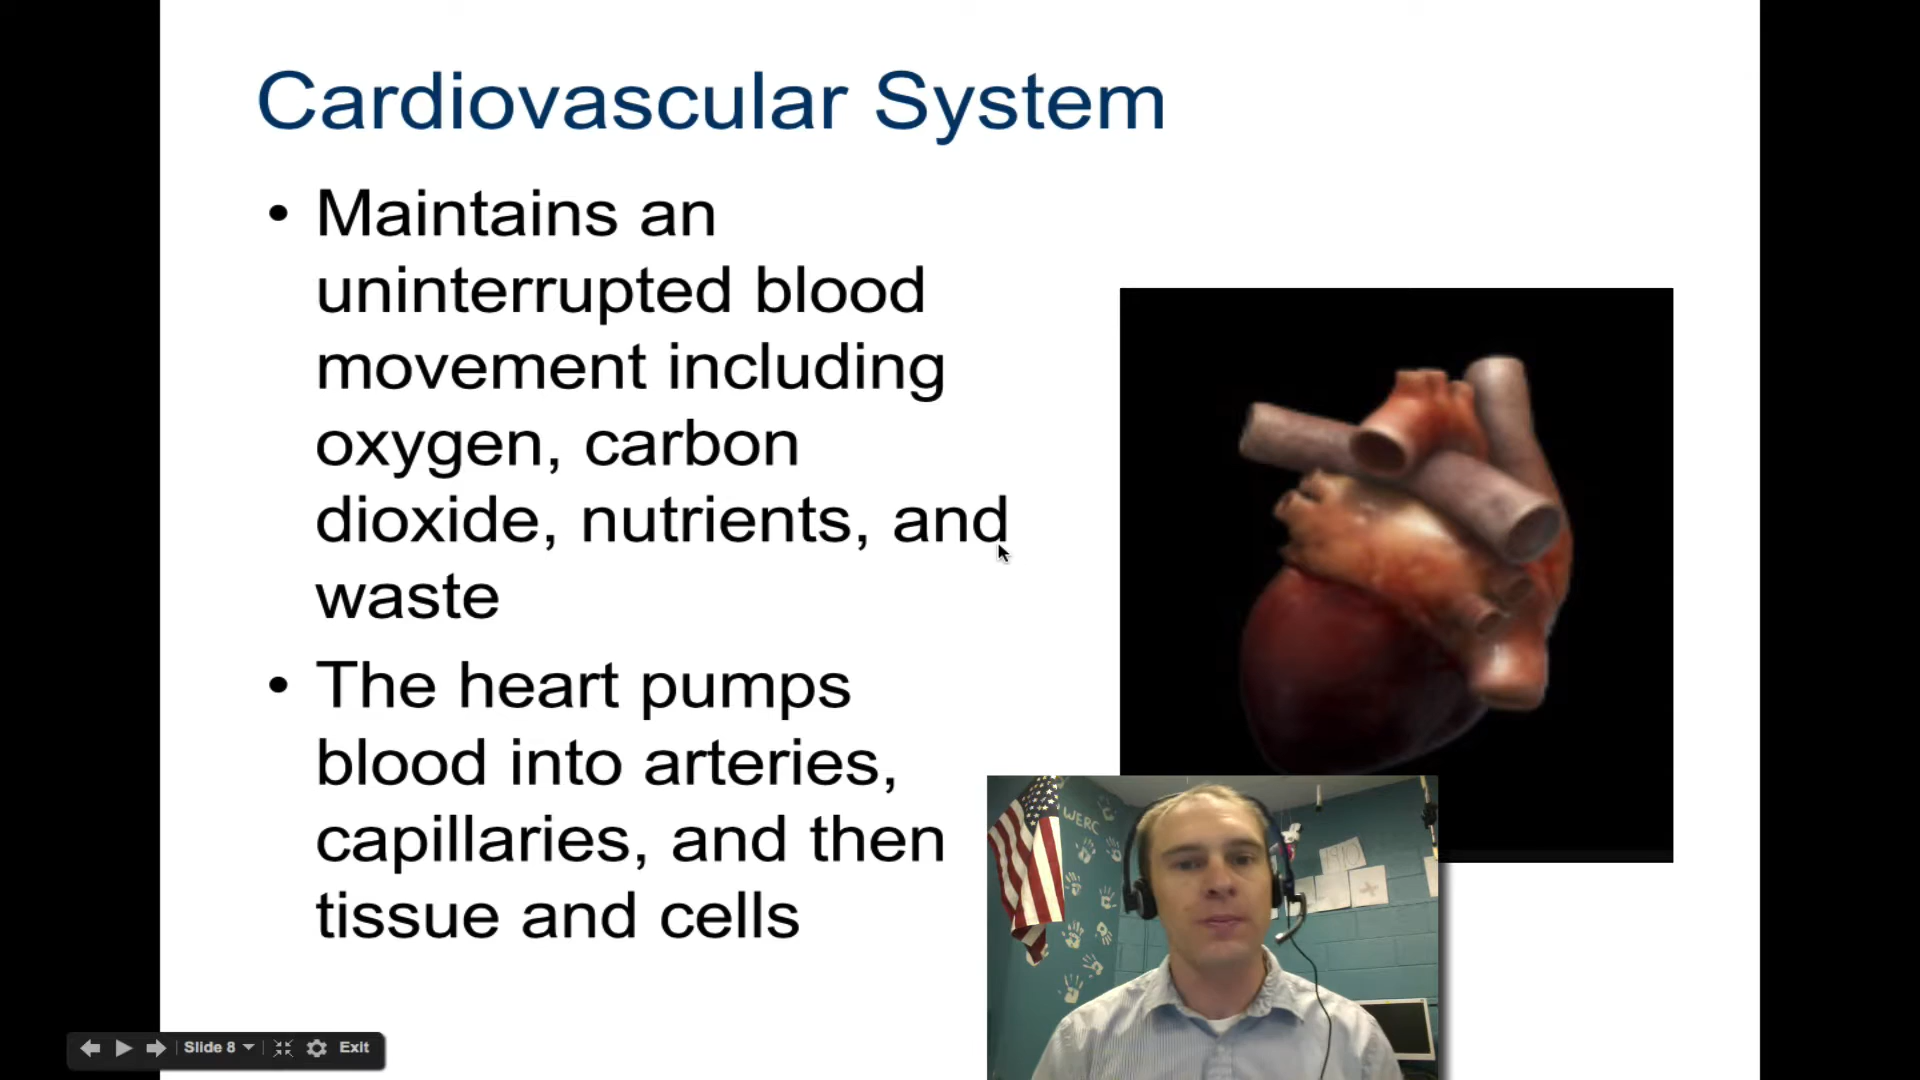 Cardiovascular System
• Maintains an
uninterrupted blood
movement including
oxygen, carbon
dioxide, nutrients, and
waste
• The heart pumps
blood into arteries,
capillaries, and then
tissue and cells
WERC
Slide 8
Exit